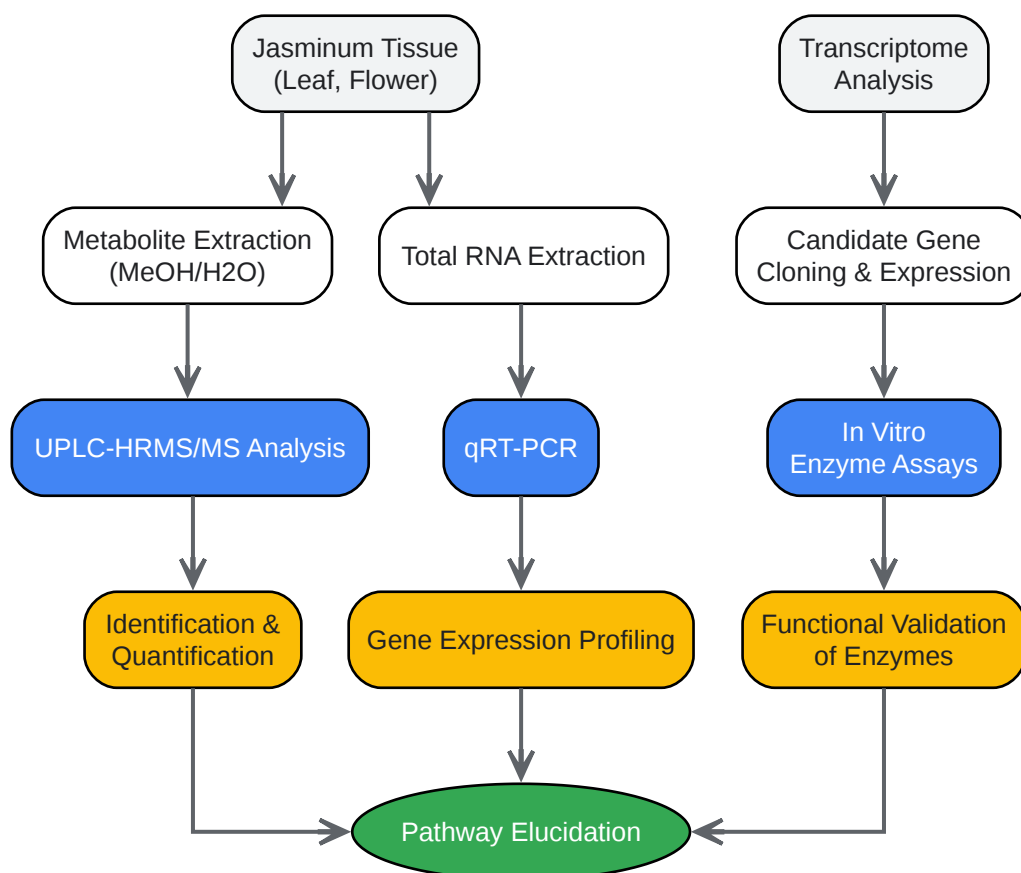 Jasminum Tissue
(Leaf, Flower)
Transcriptome
Analysis
Metabolite Extraction
(MeOH/H2O)
Total RNA Extraction
Candidate Gene
Cloning & Expression
UPLC-HRMS/MS Analysis
qRT-PCR
In Vitro
Enzyme Assays
Identification &
Quantification
Gene Expression Profiling
Functional Validation
of Enzymes
Pathway Elucidation